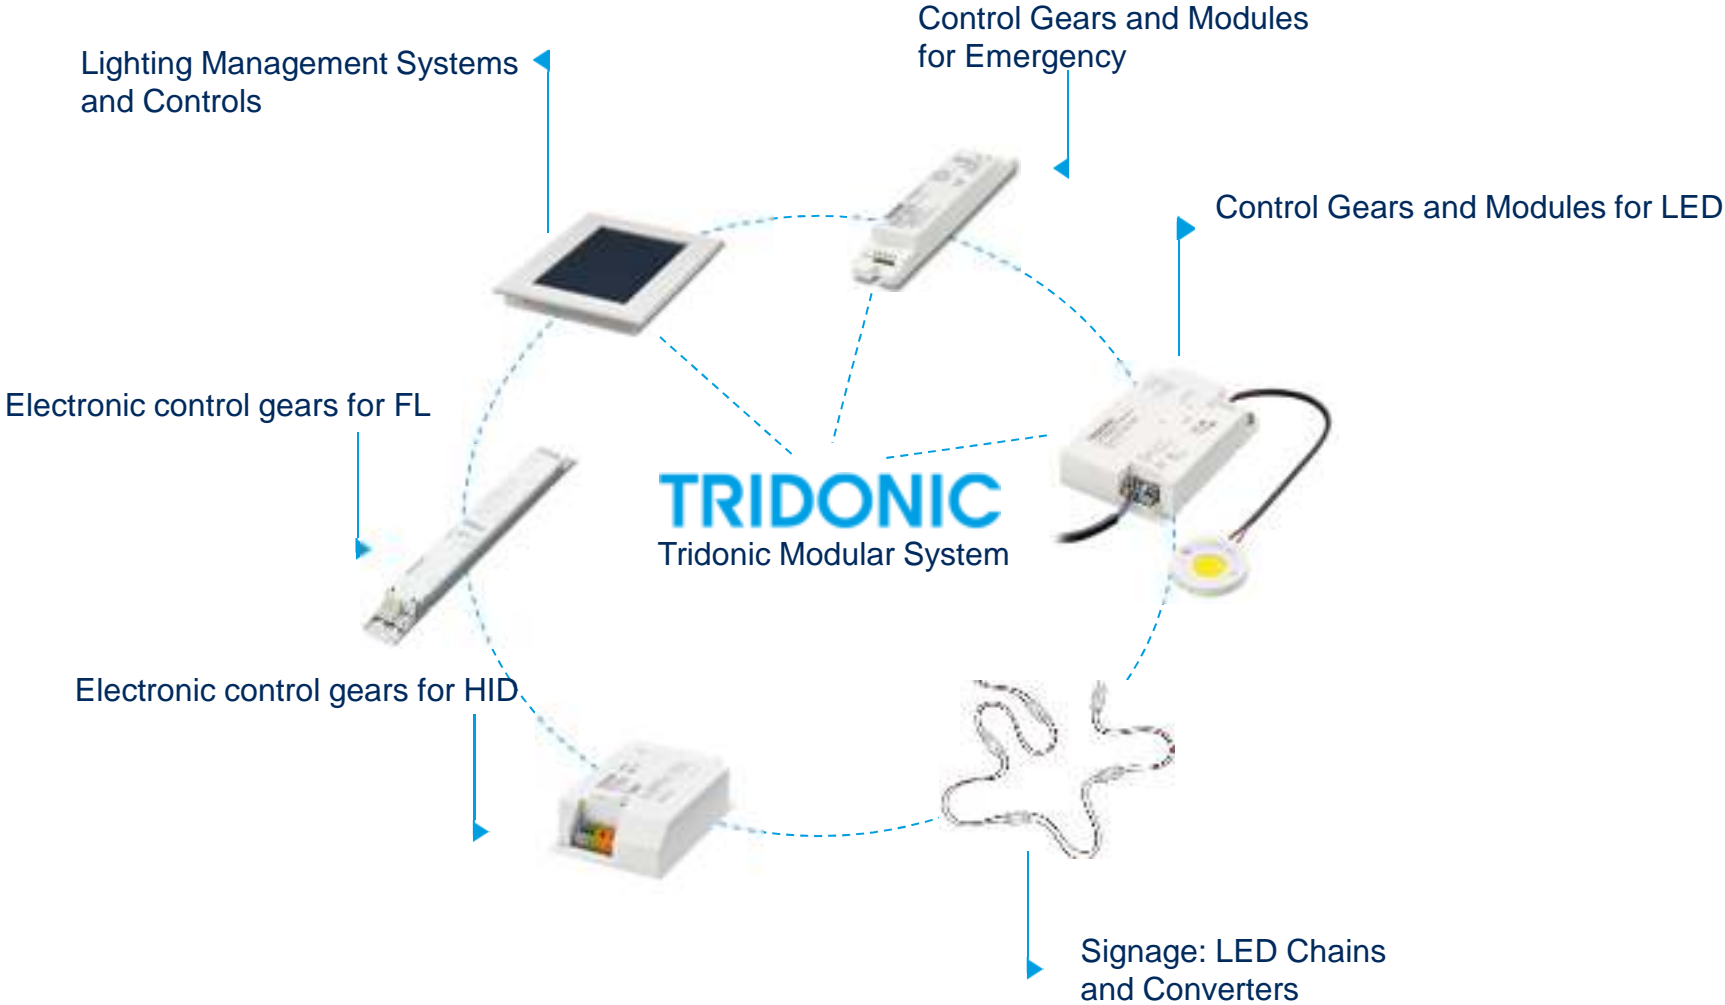 Control Gears and Modules
for Emergency
Lighting Management Systems
and Controls
Control Gears and Modules for LED
Electronic control gears for FL
TRIDONIC
Tridonic Modular System
Electronic control gears for HID
Signage: LED Chains
and Converters